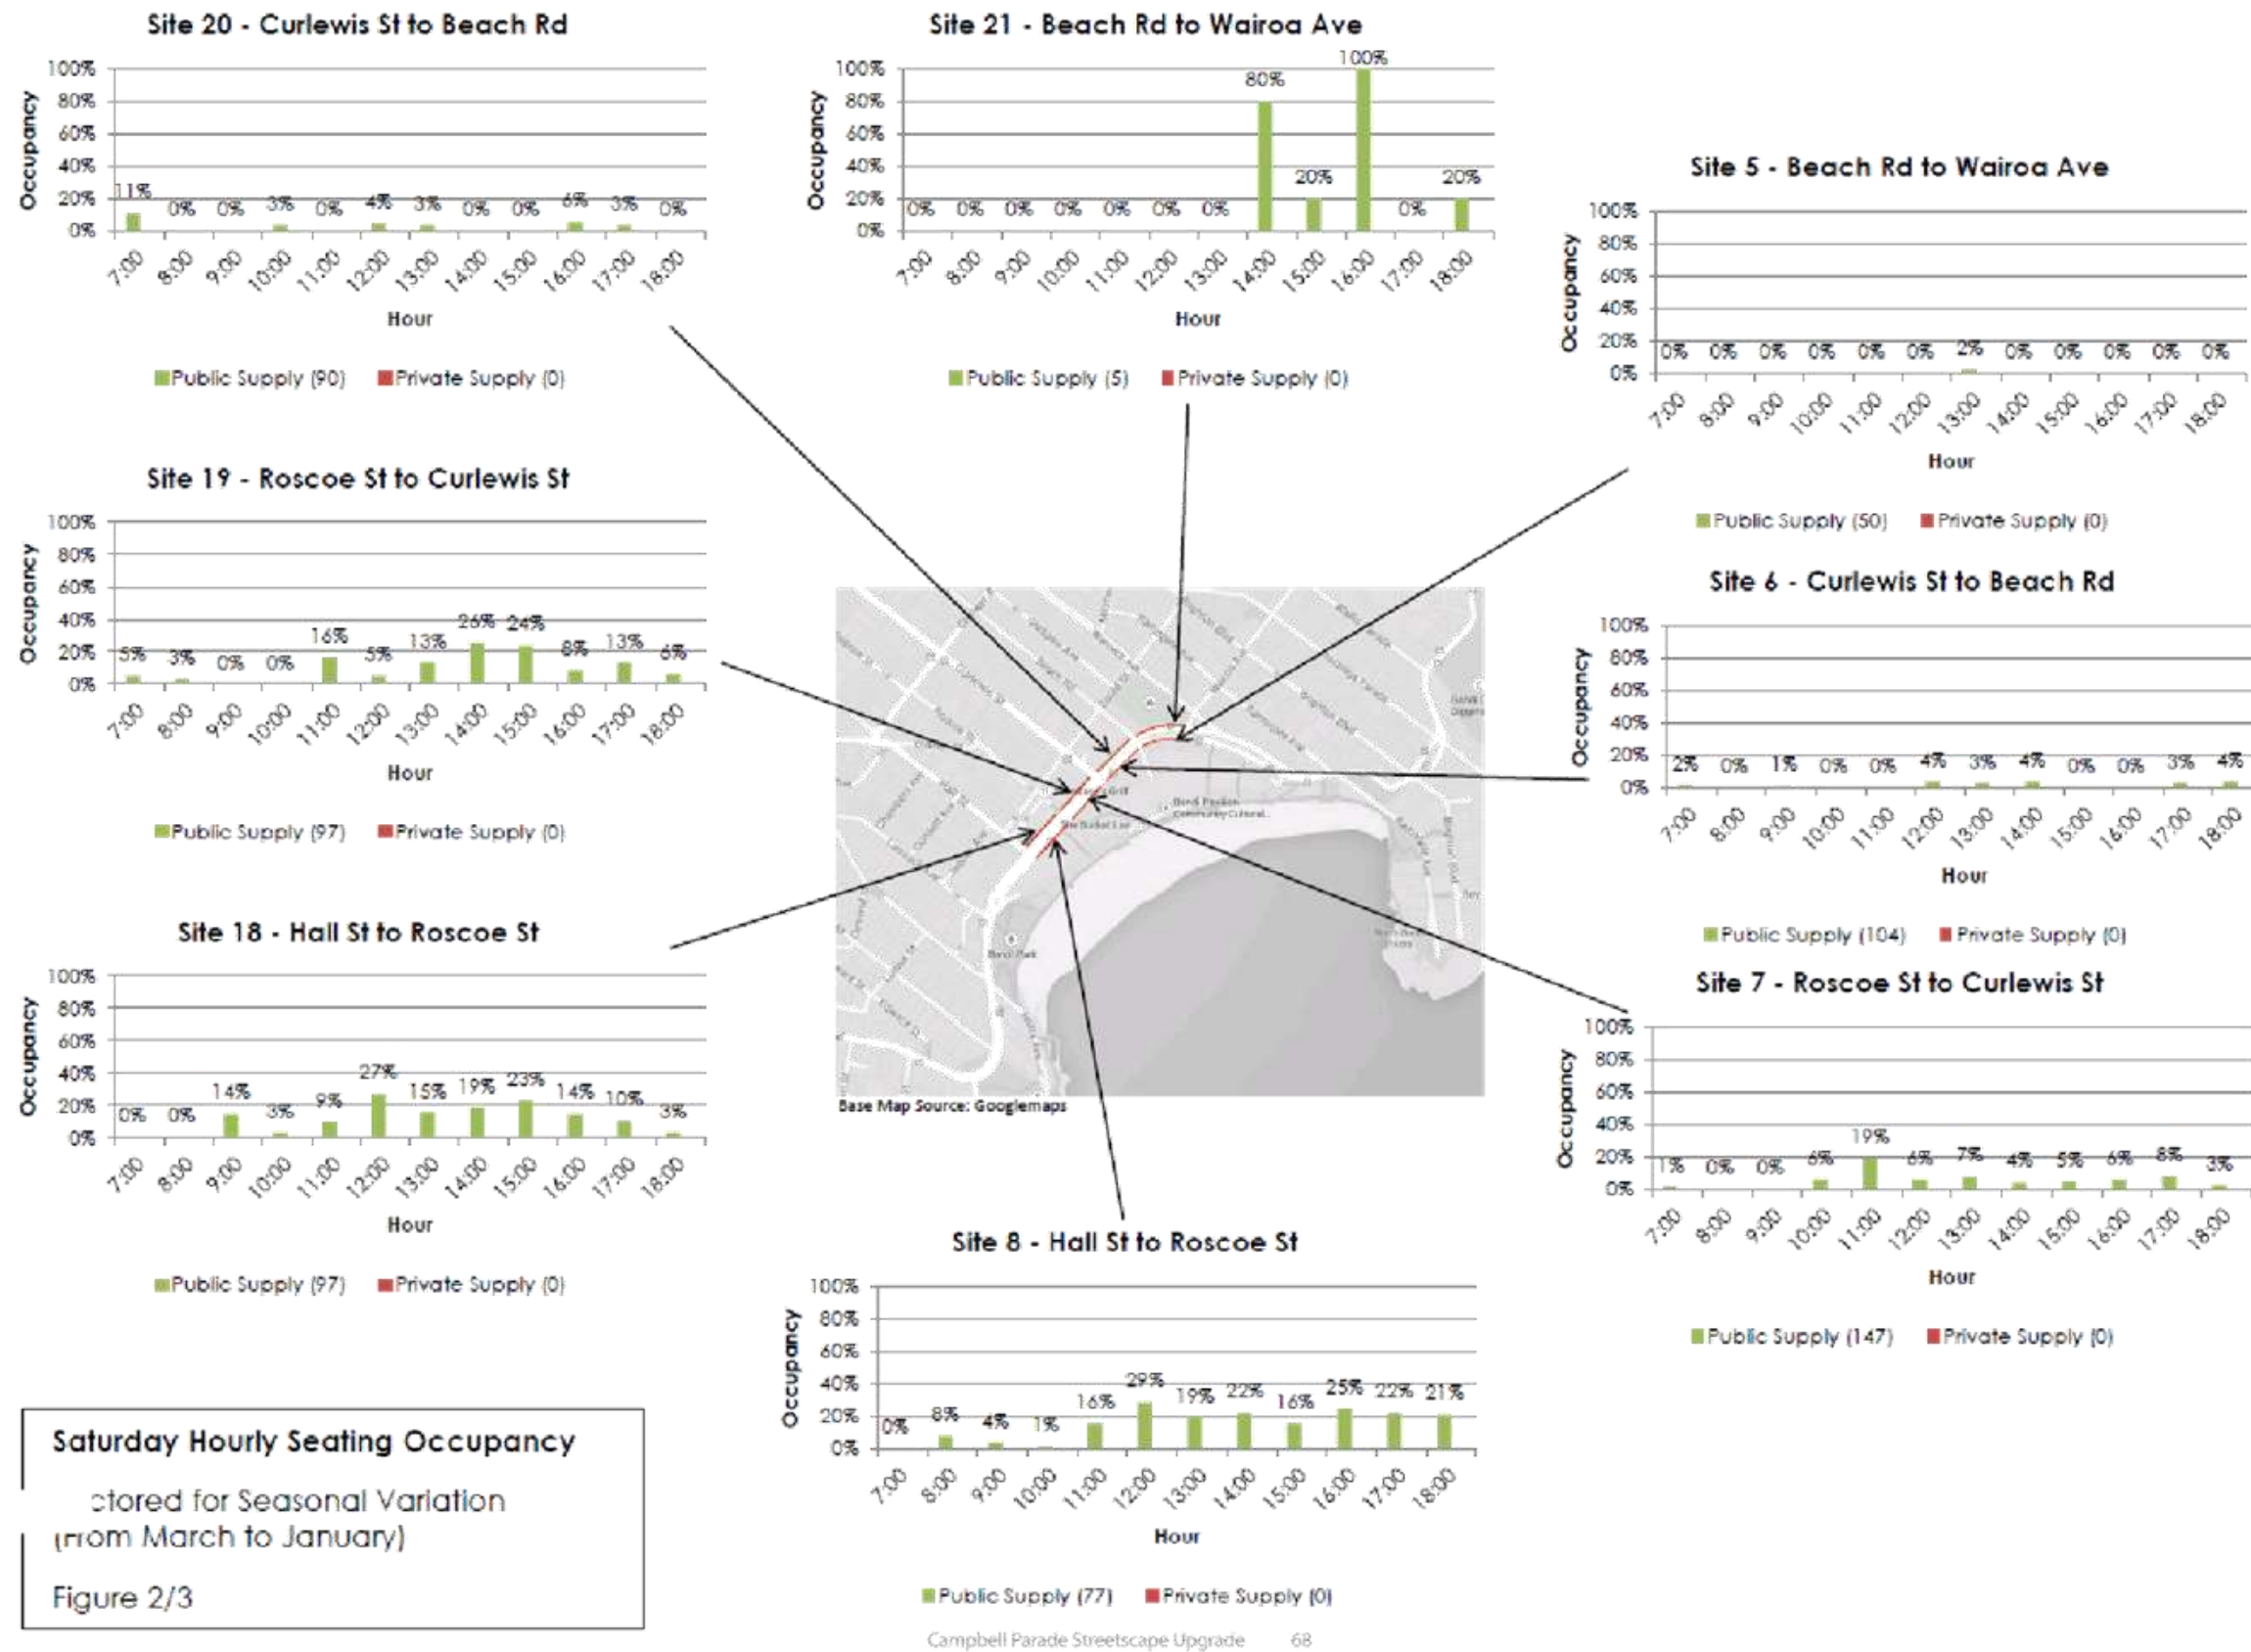 Site 20 - Curlewis St to Beach Rd
100%
80%
60%
40%
20%
0%
Occupancy
11% 0% 0% 3% 0% 4% 3% 0% 0% 6% 3% 0%
7:00 8:00 9:00 10:00 11:00 12:00 13:00 14:00 15:00 16:00 17:00 18:00
Hour
Public Supply (90) Private Supply (0)
Site 21 - Beach Rd to Wairoa Ave
100%
80%
60%
40%
20%
0%
Occupancy
0% 0% 0% 0% 0% 0% 0% 80% 20% 100% 0% 20%
7:00 8:00 9:00 10:00 11:00 12:00 13:00 14:00 15:00 16:00 17:00 18:00
Hour
Public Supply (5) Private Supply (0)
Site 5 - Beach Rd to Wairoa Ave
100%
80%
60%
40%
20%
0%
Occupancy
0% 0% 0% 0% 0% 0% 2% 0% 0% 0% 0% 0%
7:00 8:00 9:00 10:00 11:00 12:00 13:00 14:00 15:00 16:00 17:00 18:00
Hour
Public Supply (50) Private Supply (0)
Site 19 - Roscoe St to Curlewis St
100%
80%
60%
40%
20%
0%
Occupancy
5% 3% 0% 0% 16% 5% 13% 26% 24% 8% 13% 6%
7:00 8:00 9:00 10:00 11:00 12:00 13:00 14:00 15:00 16:00 17:00 18:00
Hour
Public Supply (97) Private Supply (0)
Site 6 - Curlewis St to Beach Rd
100%
80%
60%
40%
20%
0%
Occupancy
2% 0% 1% 0% 0% 4% 3% 4% 0% 0% 3% 4%
7:00 8:00 9:00 10:00 11:00 12:00 13:00 14:00 15:00 16:00 17:00 18:00
Hour
Public Supply (104) Private Supply (0)
Bondi Pavilion
Bondi Park
Base Map Source: Googlemaps
Site 18 - Hall St to Roscoe St
100%
80%
60%
40%
20%
0%
Occupancy
0% 0% 14% 3% 9% 27% 15% 19% 23% 14% 10% 3%
7:00 8:00 9:00 10:00 11:00 12:00 13:00 14:00 15:00 16:00 17:00 18:00
Hour
Public Supply (97) Private Supply (0)
Site 7 - Roscoe St to Curlewis St
100%
80%
60%
40%
20%
0%
Occupancy
1% 0% 0% 6% 19% 6% 7% 4% 5% 6% 8% 3%
7:00 8:00 9:00 10:00 11:00 12:00 13:00 14:00 15:00 16:00 17:00 18:00
Hour
Public Supply (147) Private Supply (0)
Site 8 - Hall St to Roscoe St
100%
80%
60%
40%
20%
0%
Occupancy
0% 8% 4% 1% 16% 29% 19% 22% 16% 25% 22% 21%
7:00 8:00 9:00 10:00 11:00 12:00 13:00 14:00 15:00 16:00 17:00 18:00
Hour
Public Supply (77) Private Supply (0)
Saturday Hourly Seating Occupancy
ctored for Seasonal Variation
(From March to January)
Figure 2/3
Campbell Parade Streetscape Upgrade 68